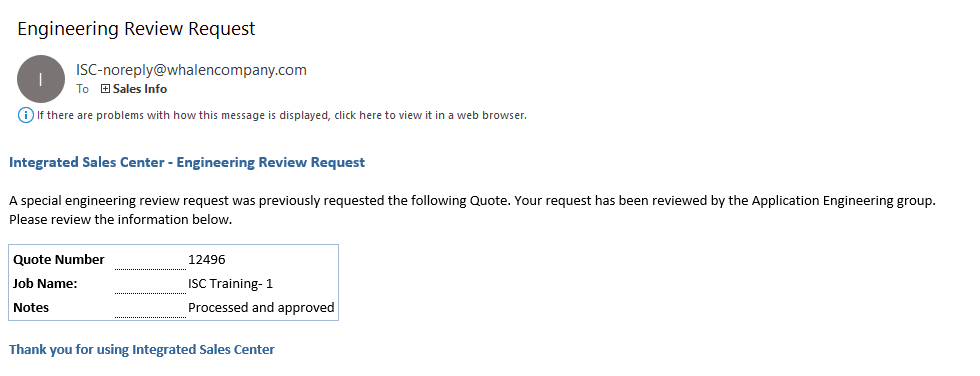 Engineering Review Request
I
ISC-noreply@whalencompany.com
To Sales Info
If there are problems with how this message is displayed, click here to view it in a web browser.
Integrated Sales Center - Engineering Review Request
A special engineering review request was previously requested the following Quote. Your request has been reviewed by the Application Engineering group.
Please review the information below.
Quote Number 12496
Job Name: ISC Training- 1
Notes Processed and approved
Thank you for using Integrated Sales Center